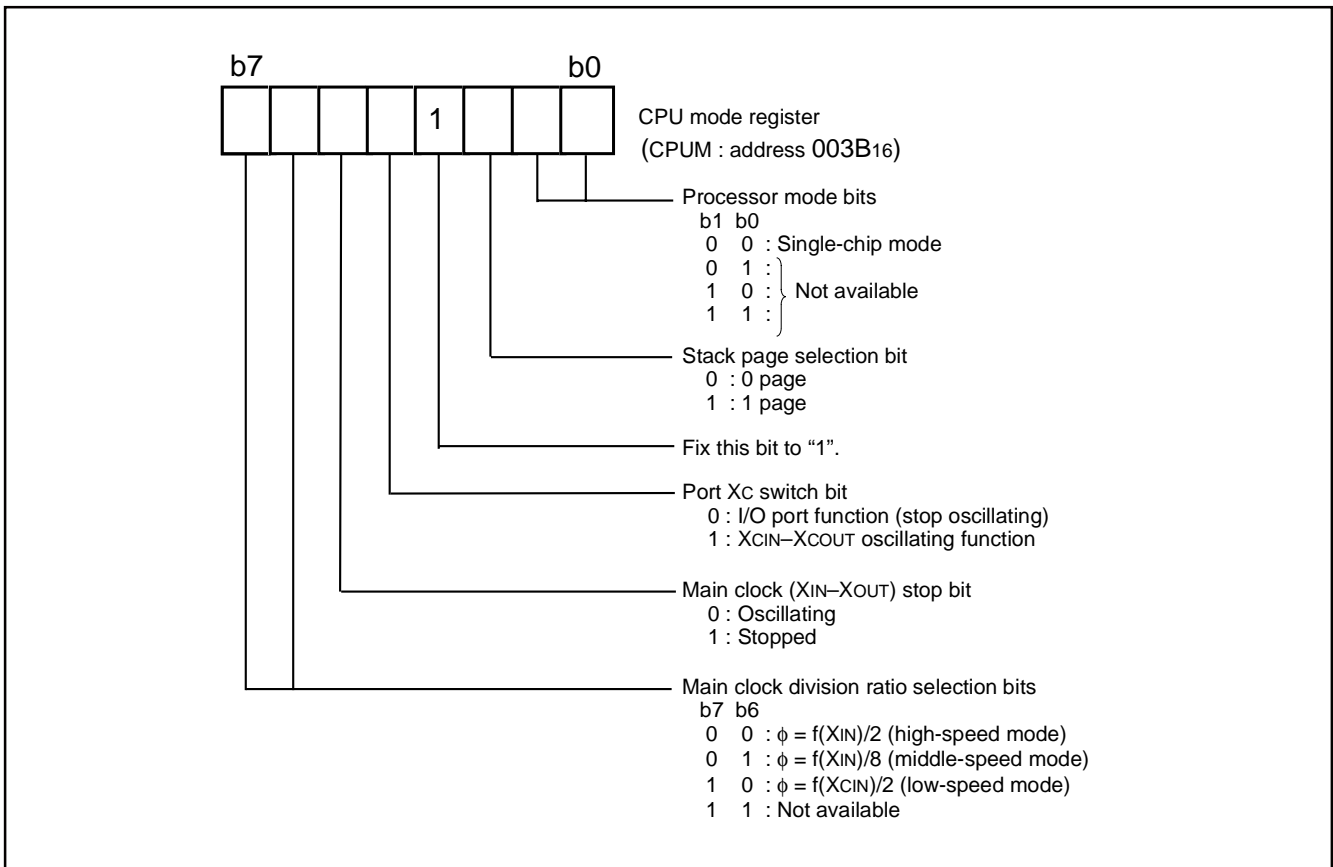 b7 b0
1
CPU mode register
(CPUM : address 003B16)
Processor mode bits
b1 b0
0 0 : Single-chip mode
0 1 :
1 0 : Not available
1 1 :
Stack page selection bit
0 : 0 page
1 : 1 page
Fix this bit to “1”.
Port XC switch bit
0 : I/O port function (stop oscillating)
1 : XCIN–XCOUT oscillating function
Main clock (XIN–XOUT) stop bit
0 : Oscillating
1 : Stopped
Main clock division ratio selection bits
b7 b6
0 0 : φ = f(XIN)/2 (high-speed mode)
0 1 : φ = f(XIN)/8 (middle-speed mode)
1 0 : φ = f(XCIN)/2 (low-speed mode)
1 1 : Not available